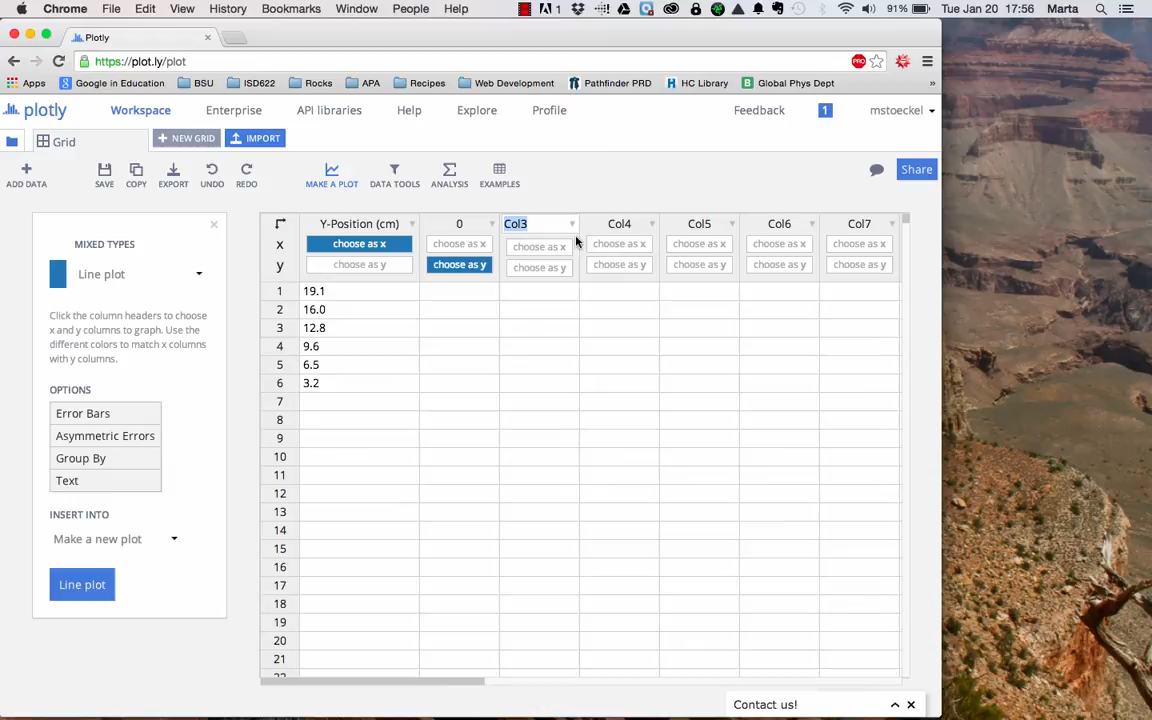 Chrome File Edit View History Bookmarks Window People Help 1 91% Tue Jan 20 17:56 Marta
Plotly
https://plot.ly/plot PRO
Apps Google in Education BSU ISD622 Rocks APA Recipes Web Development Pathfinder PRD HC Library Global Phys Dept »
plotly Workspace Enterprise API libraries Help Explore Profile Feedback 1 mstoeckel
Grid + NEW GRID IMPORT
ADD DATA SAVE COPY EXPORT UNDO REDO MAKE A PLOT DATA TOOLS ANALYSIS EXAMPLES Share
MIXED TYPES
Line plot
Click the column headers to choose
x and y columns to graph. Use the
different colors to match x columns
with y columns.
OPTIONS
Error Bars
Asymmetric Errors
Group By
Text
INSERT INTO
Make a new plot
Line plot
Y-Position (cm) 0 Col3 Col4 Col5 Col6 Col7
x choose as x choose as x choose as x choose as x choose as x choose as x choose as x
y choose as y choose as y choose as y choose as y choose as y choose as y choose as y
1 19.1
2 16.0
3 12.8
4 9.6
5 6.5
6 3.2
7
8
9
10
11
12
13
14
15
16
17
18
19
20
21
Contact us!